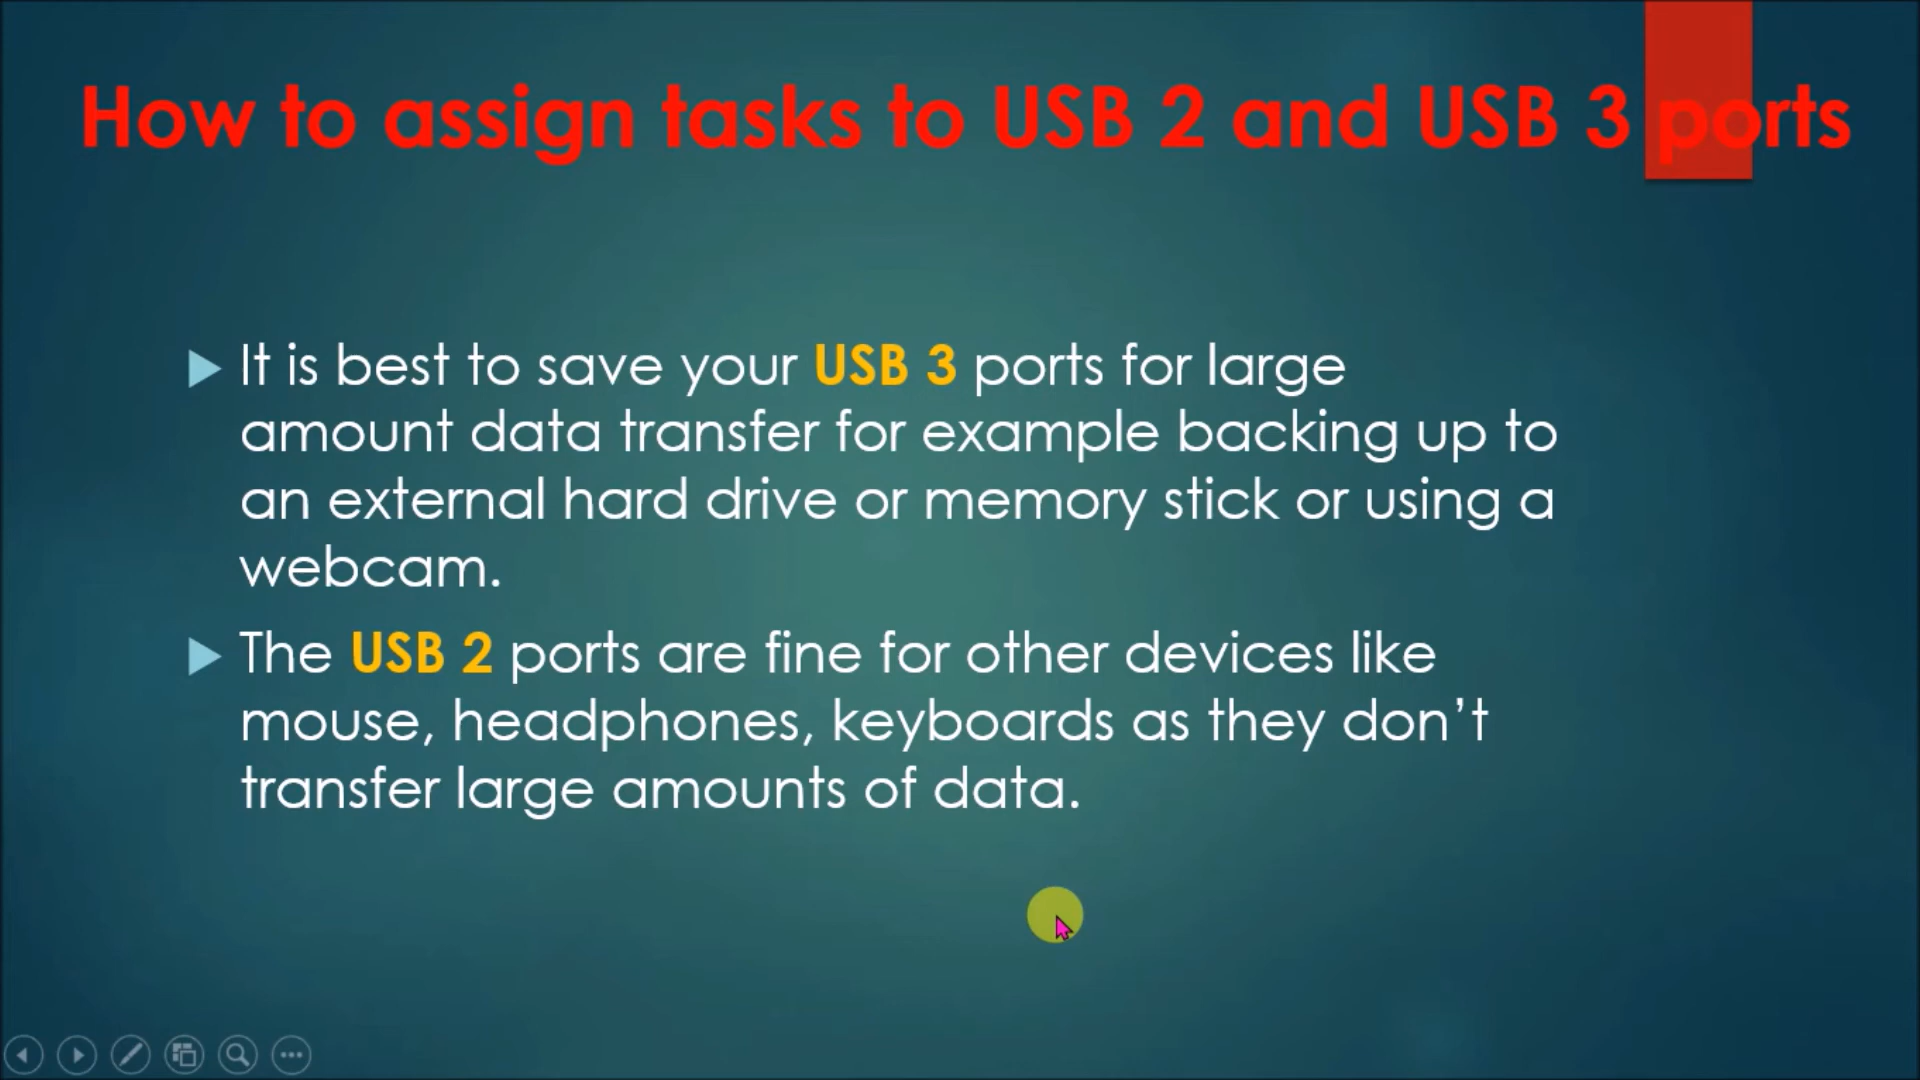 How to assign tasks to USB 2 and USB 3 ports
It is best to save your USB 3 ports for large
amount data transfer for example backing up to
an external hard drive or memory stick or using a
webcam.
The USB 2 ports are fine for other devices like
mouse, headphones, keyboards as they don’t
transfer large amounts of data.